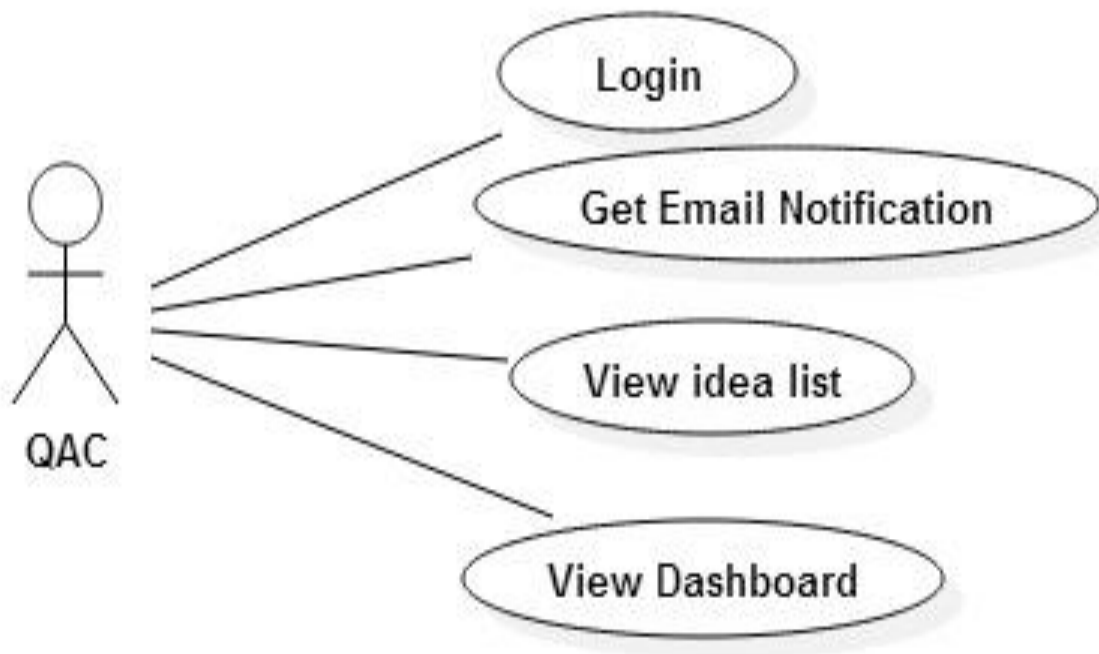 Login
Get Email Notification
View idea list
QAC
View Dashboard